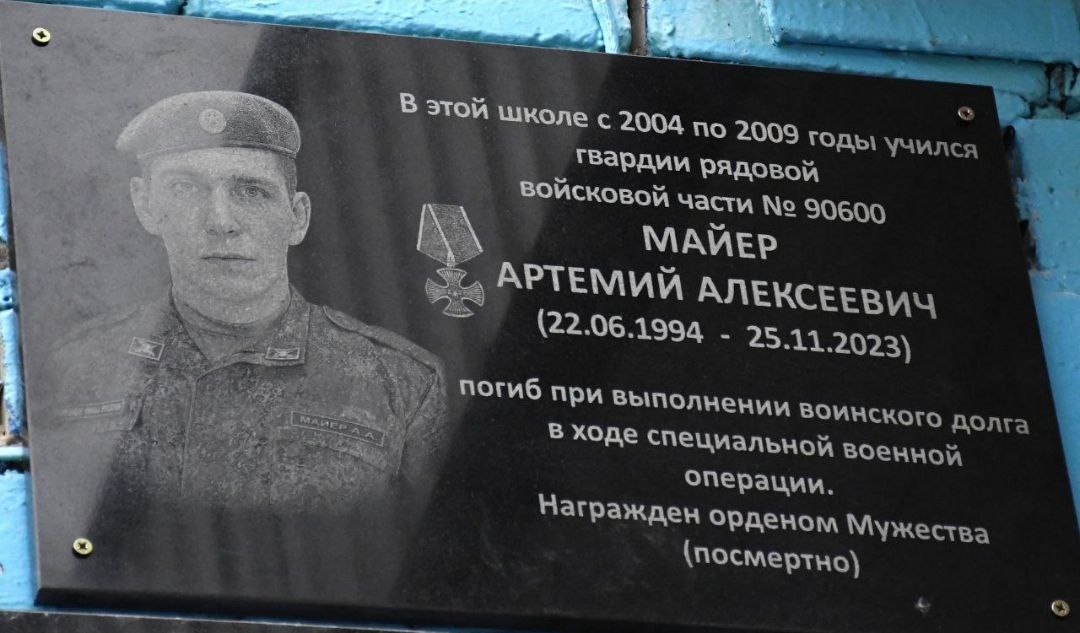 В этой школе с 2004 по 2009 годы учился
гвардии рядовой
войсковой части № 90600
МАЙЕР
АРТЕМИЙ АЛЕКСЕЕВИЧ
(22.06.1994 - 25.11.2023)
погиб при выполнении воинского долга
в ходе специальной военной
операции.
Награжден орденом Мужества
(посмертно)
МАЙЕР А.А.